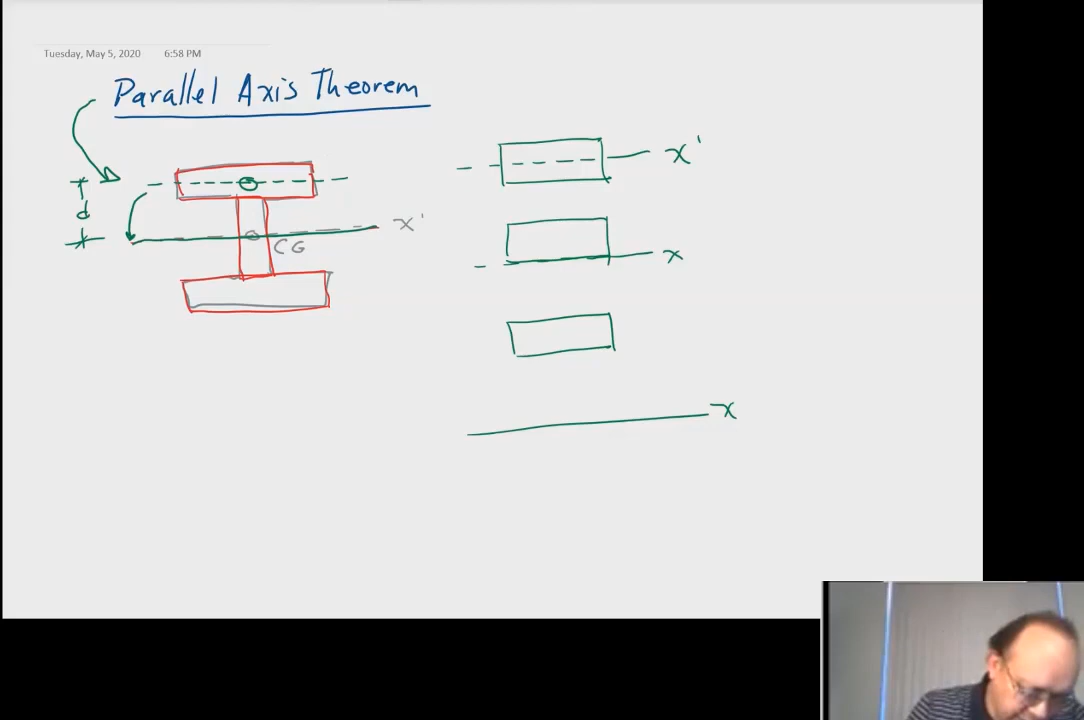 Tuesday, May 5, 2020 6:58 PM
Parallel Axis Theorem
d
x'
CG
x'
x
x